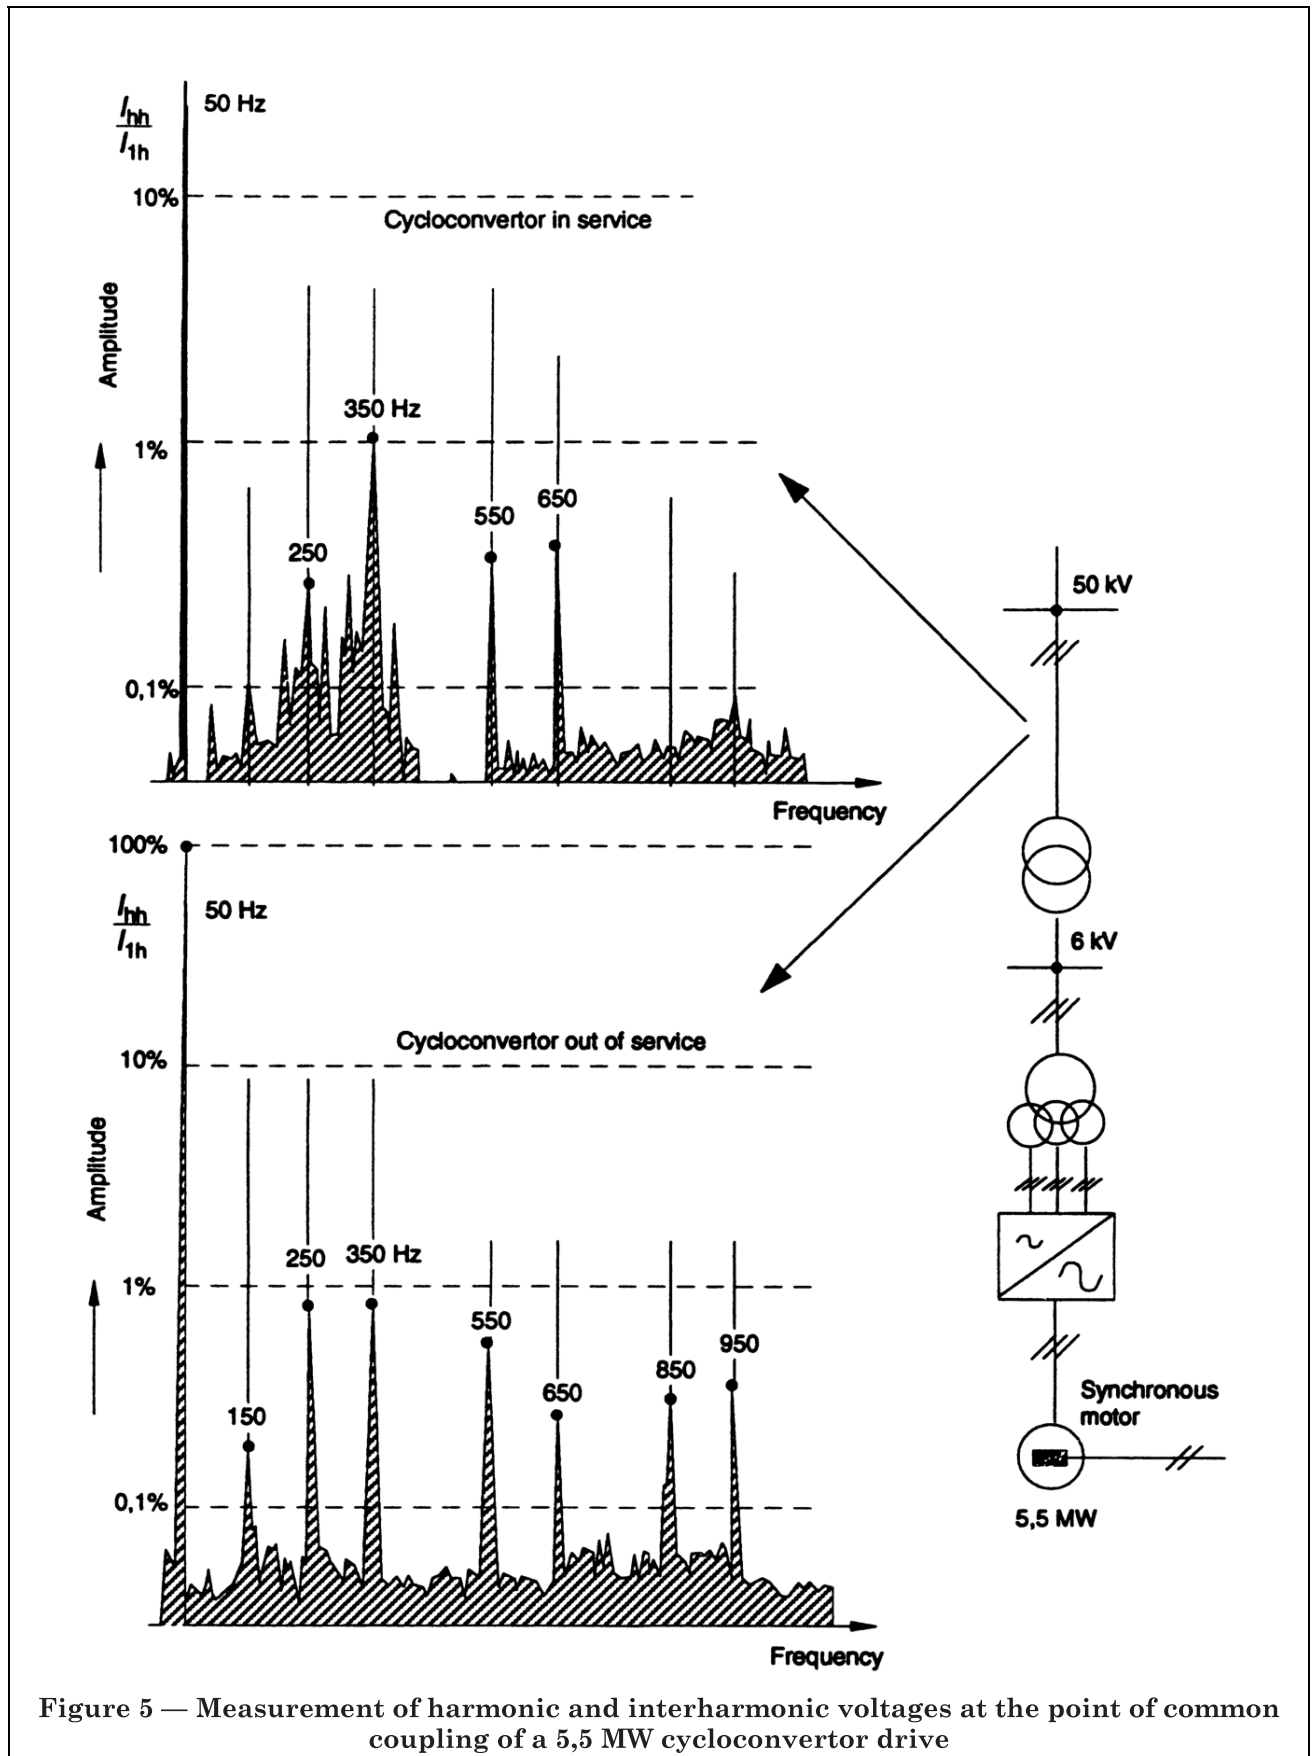 50 Hz
Ihh
I1h
10%
Cycloconvertor in service
Amplitude
350 Hz
1%
650
550
250
50 kV
0,1%
Frequency
100%
Ihh
I1h
50 Hz
6 kV
Cycloconvertor out of service
10%
Amplitude
250
350 Hz
1%
550
950
850
650
150
Synchronous
motor
0,1%
5,5 MW
Frequency
Figure 5 — Measurement of harmonic and interharmonic voltages at the point of common
coupling of a 5,5 MW cycloconvertor drive